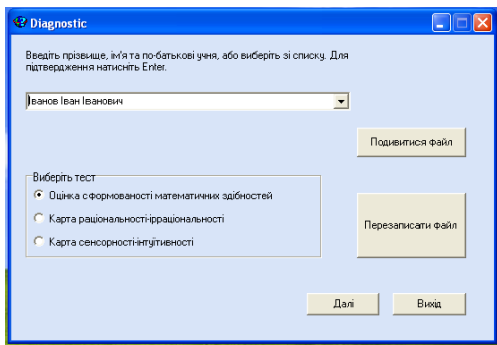 Diagnostic
Введіть прізвище, ім'я та по-батькові учня, або виберіть зі списку. Для
підтвердження натисніть Enter.
Іванов Іван Іванович
Подивитися файл
Виберіть тест
Оцінка сформованості математичних здібностей
Карта раціональності-ірраціональності
Карта сенсорності-інтуїтивності
Перезаписати файл
Далі
Вихід